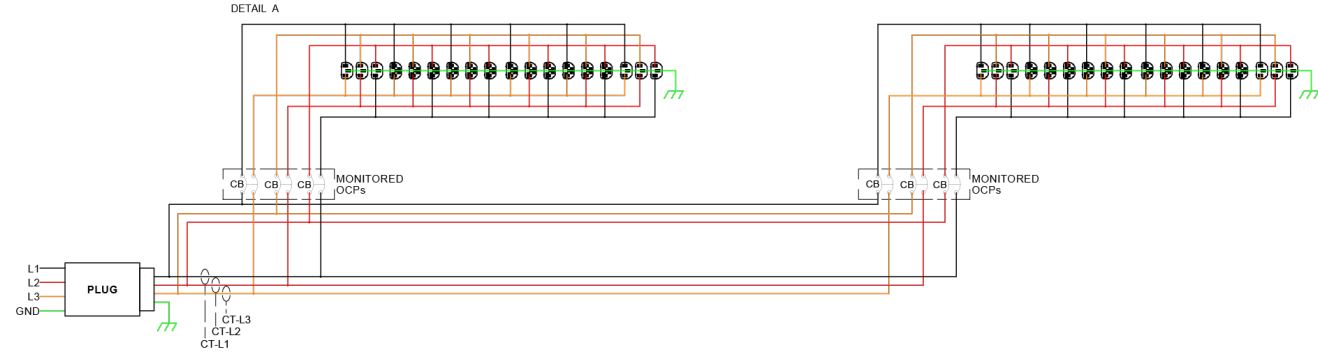 DETAIL A
CB CB CB MONITORED
OCPs
CB CB CB MONITORED
OCPs
L1
L2
L3
GND
PLUG
CT-L3
CT-L2
CT-L1